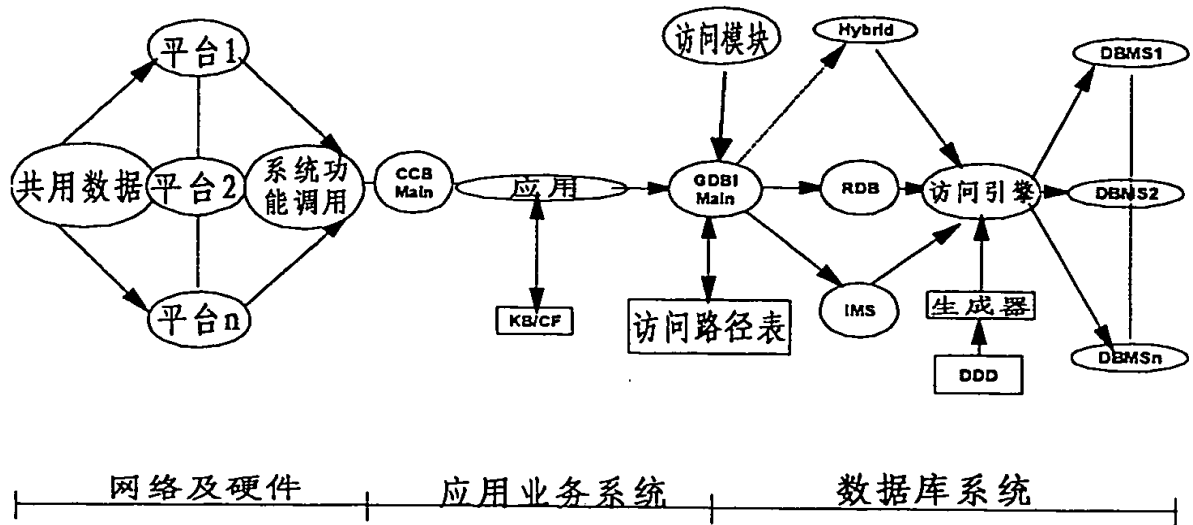 平台1
共用数据
平台2
系统功
能调用
平台n
CCB
Main
应用
KB/CF
访问模块
GDBI
Main
访问路径表
Hybrid
RDB
IMS
访问引擎
生成器
DDD
DBMS1
DBMS2
DBMSn
网络及硬件
应用业务系统
数据库系统